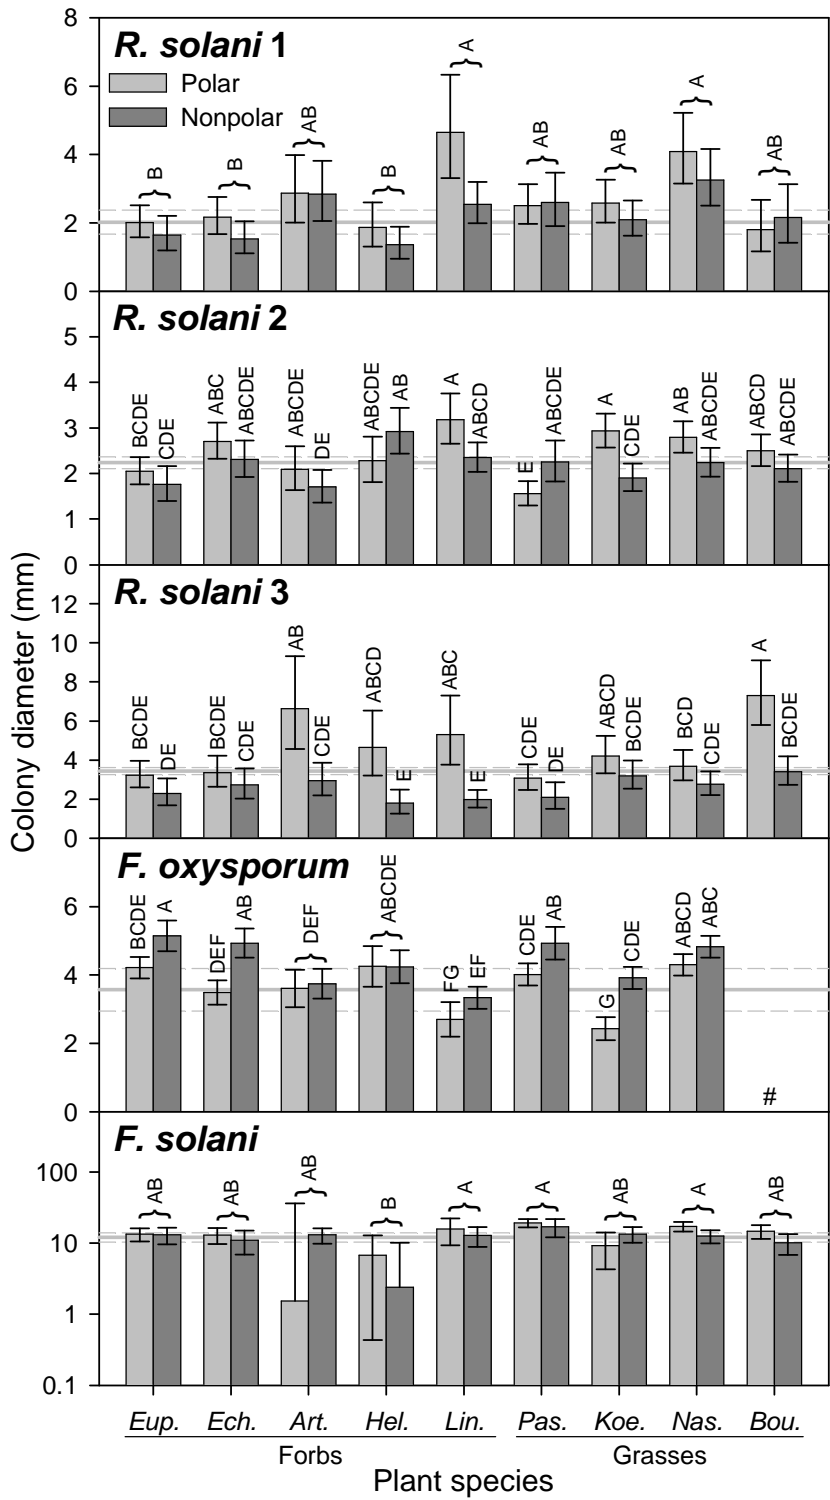 R. solani 1
Polar
Nonpolar
8
6
4
2
0
B
B
AB
B
A
AB
AB
A
AB
R. solani 2
5
4
3
2
1
0
BCDE
CDE
ABC
ABCDE
ABCDE
DE
ABCDE
AB
A
ABCD
E
ABCDE
A
CDE
AB
ABCDE
ABCD
ABCDE
R. solani 3
12
10
8
6
4
2
0
BCDE
DE
BCDE
CDE
AB
CDE
ABCD
E
ABC
E
CDE
DE
ABCD
BCDE
BCD
CDE
A
BCDE
Colony diameter (mm)
F. oxysporum
6
4
2
0
BCDE
A
DEF
AB
DEF
ABCDE
FG
EF
CDE
AB
G
CDE
ABCD
ABC
#
F. solani
100
10
1
0.1
AB
AB
AB
B
A
A
AB
A
AB
Eup. Ech. Art. Hel. Lin. Pas. Koe. Nas. Bou.
Forbs Grasses
Plant species